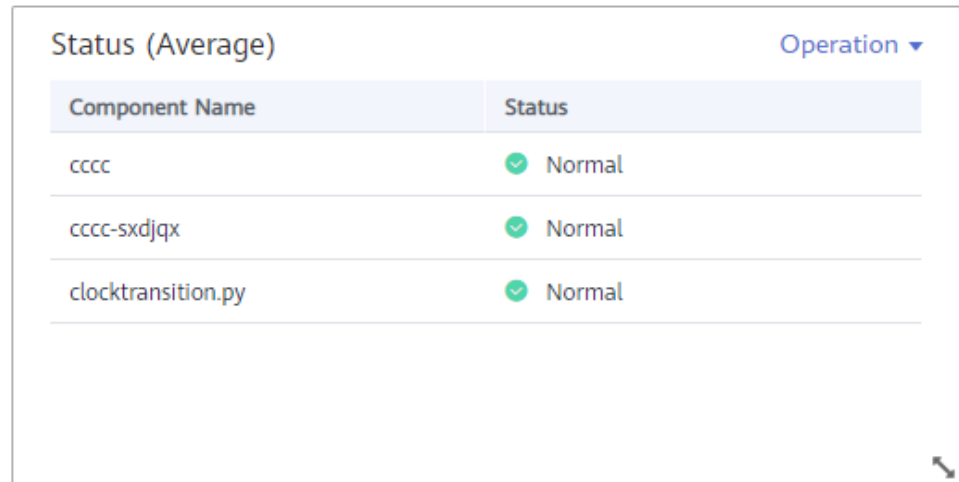 Status (Average) Operation
Component Name Status
cccc Normal
cccc-sxdjqx Normal
clocktransition.py Normal